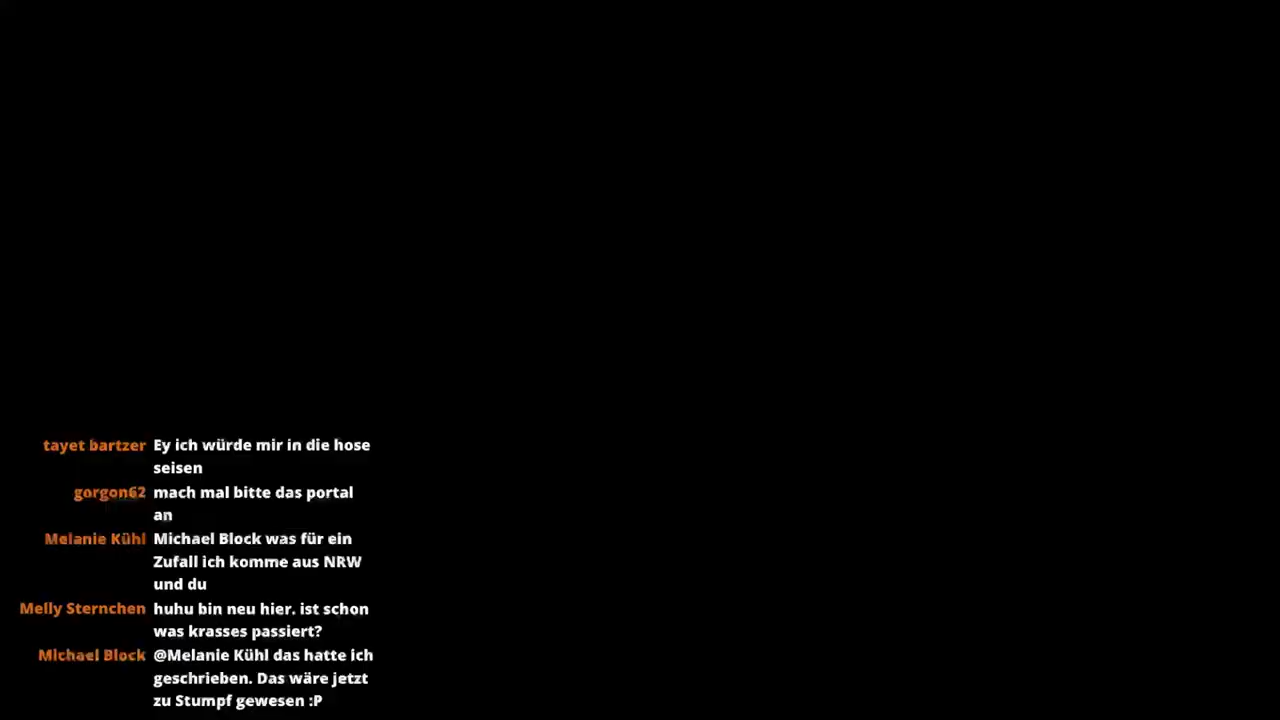 tayet bartzer Ey ich würde mir in die hose
seisen
gorgon62 mach mal bitte das portal
an
Melanie Kühl Michael Block was für ein
Zufall ich komme aus NRW
und du
Melly Sternchen huhu bin neu hier. ist schon
was krasses passiert?
Michael Block @Melanie Kühl das hatte ich
geschrieben. Das wäre jetzt
zu Stumpf gewesen :P